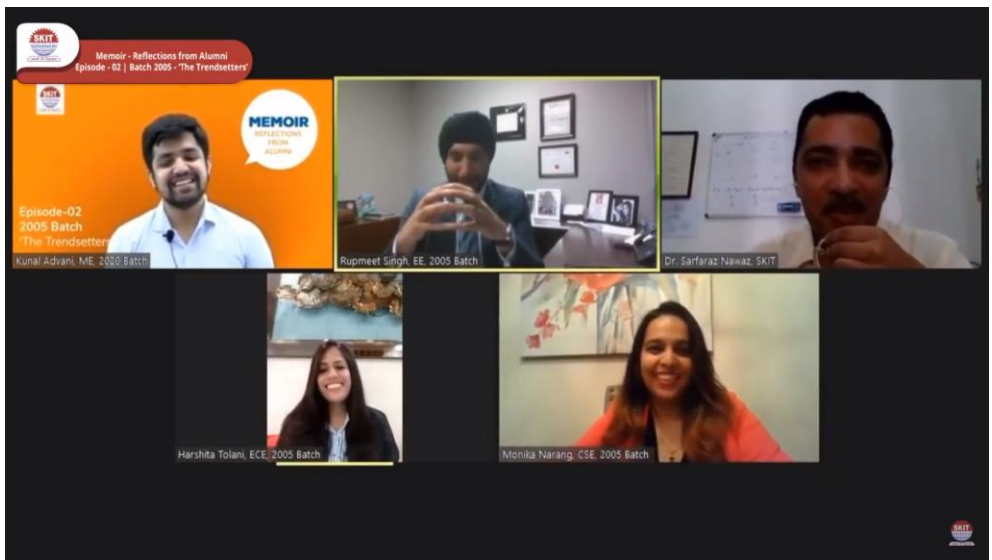 SKIT
Memoir - Reflections from Alumni
Episode - 02 | Batch 2005 - 'The Trendsetters'
MEMOIR
REFLECTIONS
FROM
ALUMNI
Episode-02
2005 Batch
'The Trendsetters
Kunal Advani, ME, 2020 Batch
Rupmeet Singh, EE, 2005 Batch
Dr. Sarfaraz Nawaz, SKIT
Harshita Tolani, ECE, 2005 Batch
Monika Narang, CSE, 2005 Batch
SKIT